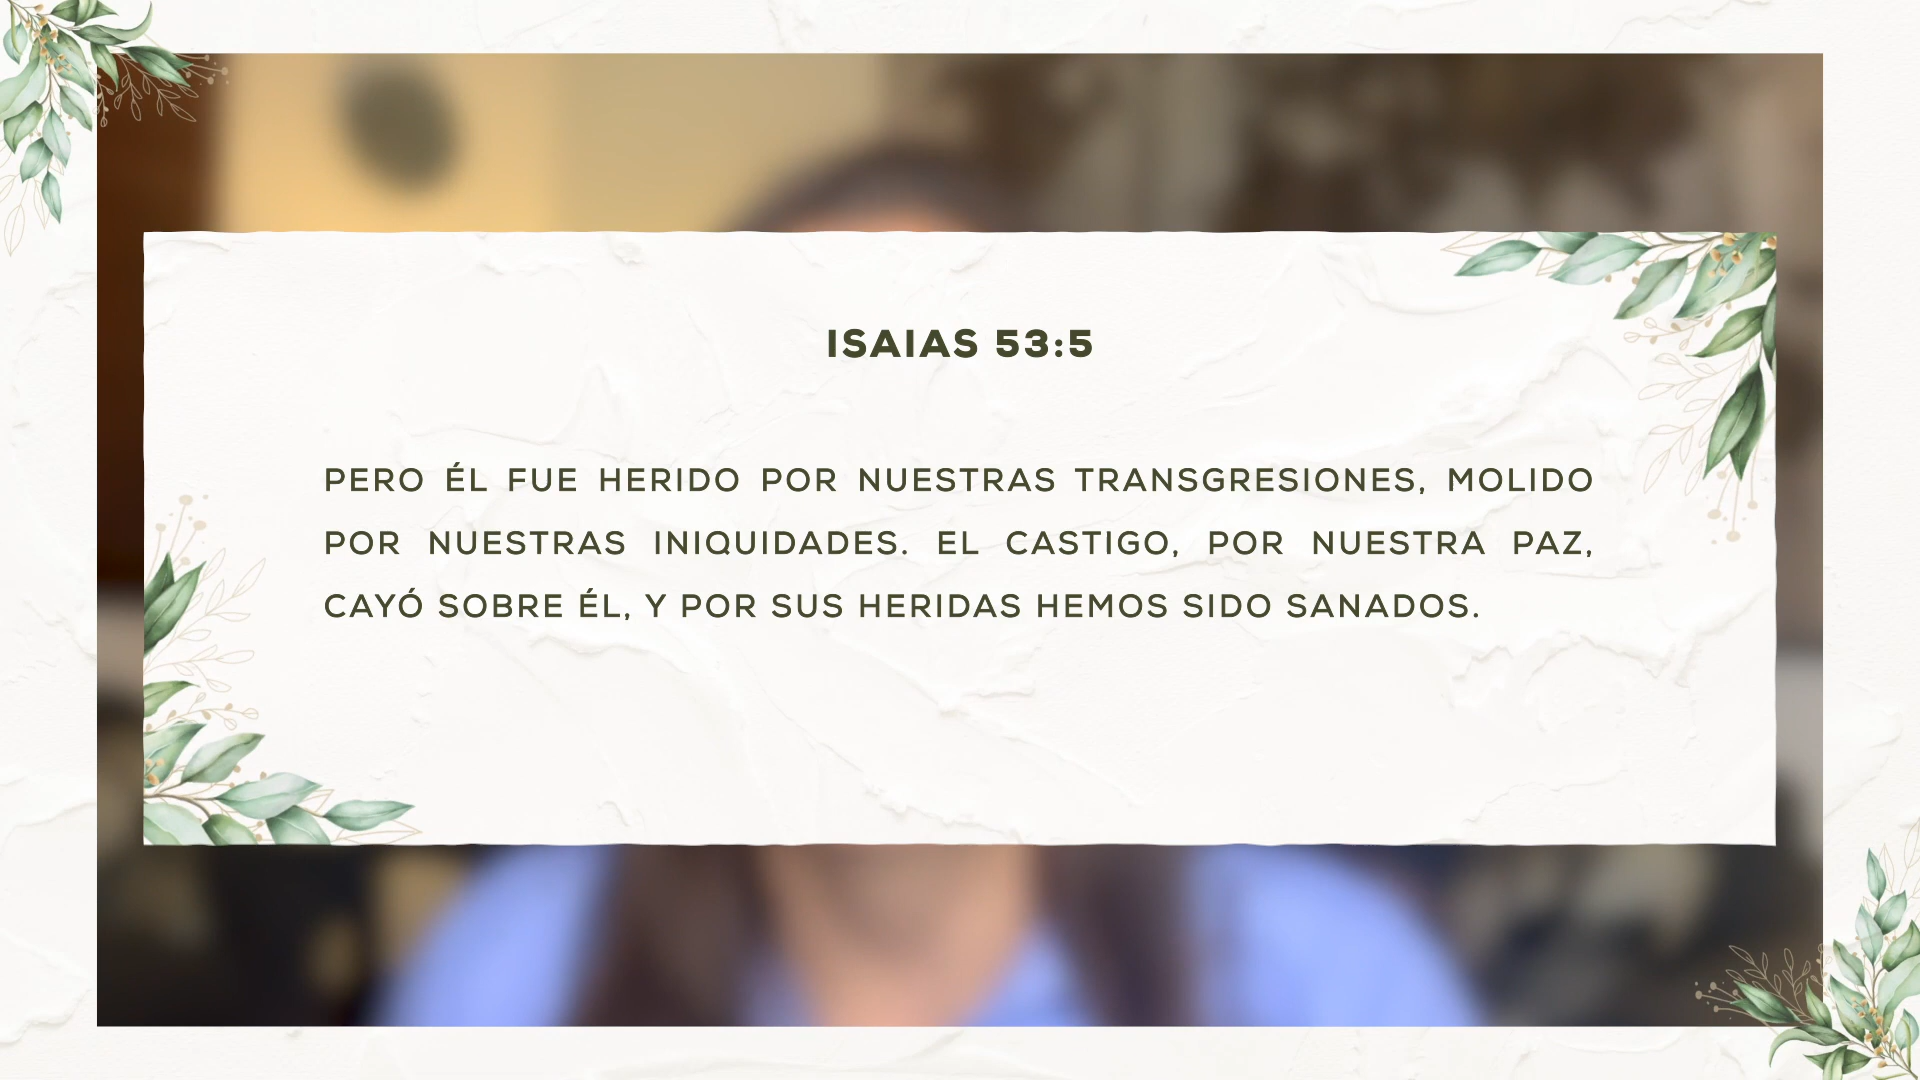 ISAIAS 53:5
PERO ÉL FUE HERIDO POR NUESTRAS TRANSGRESIONES, MOLIDO
POR NUESTRAS INIQUIDADES. EL CASTIGO, POR NUESTRA PAZ,
CAYÓ SOBRE ÉL, Y POR SUS HERIDAS HEMOS SIDO SANADOS.